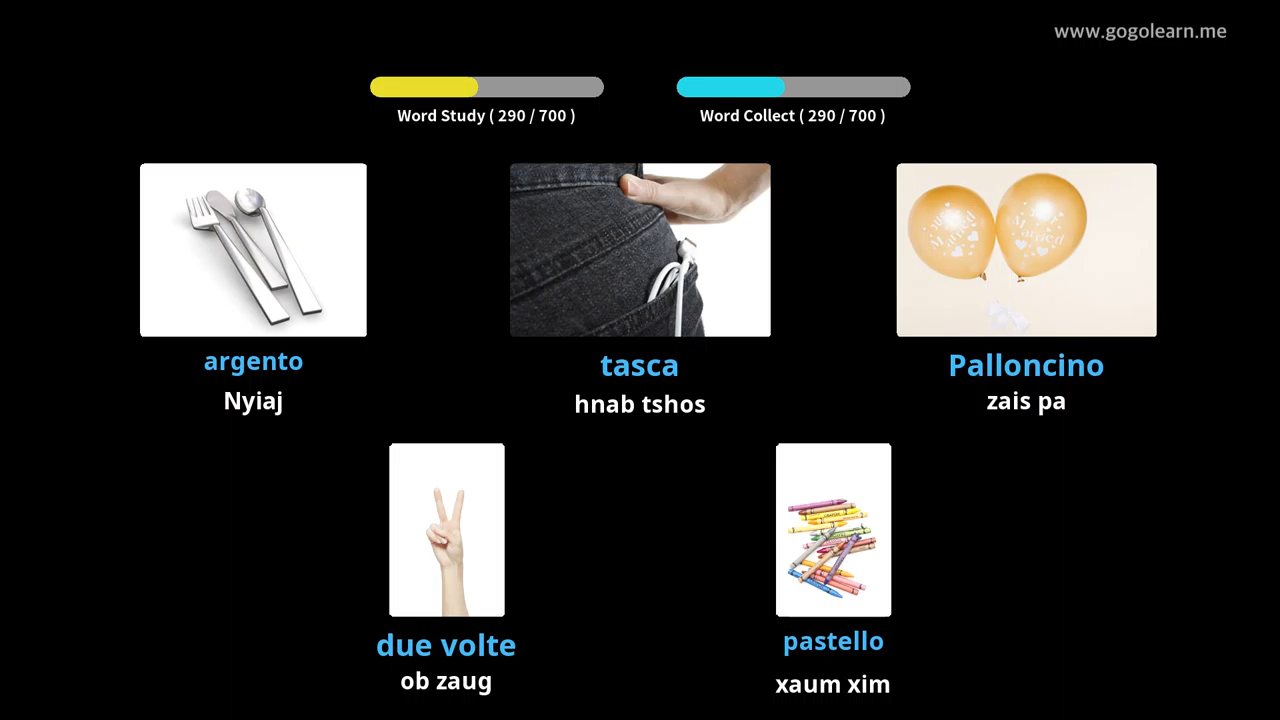 www.gogolearn.me
Word Study ( 290 / 700 )
Word Collect ( 290 / 700 )
argento
Nyiaj
tasca
hnab tshos
Palloncino
zais pa
due volte
ob zaug
pastello
xaum xim